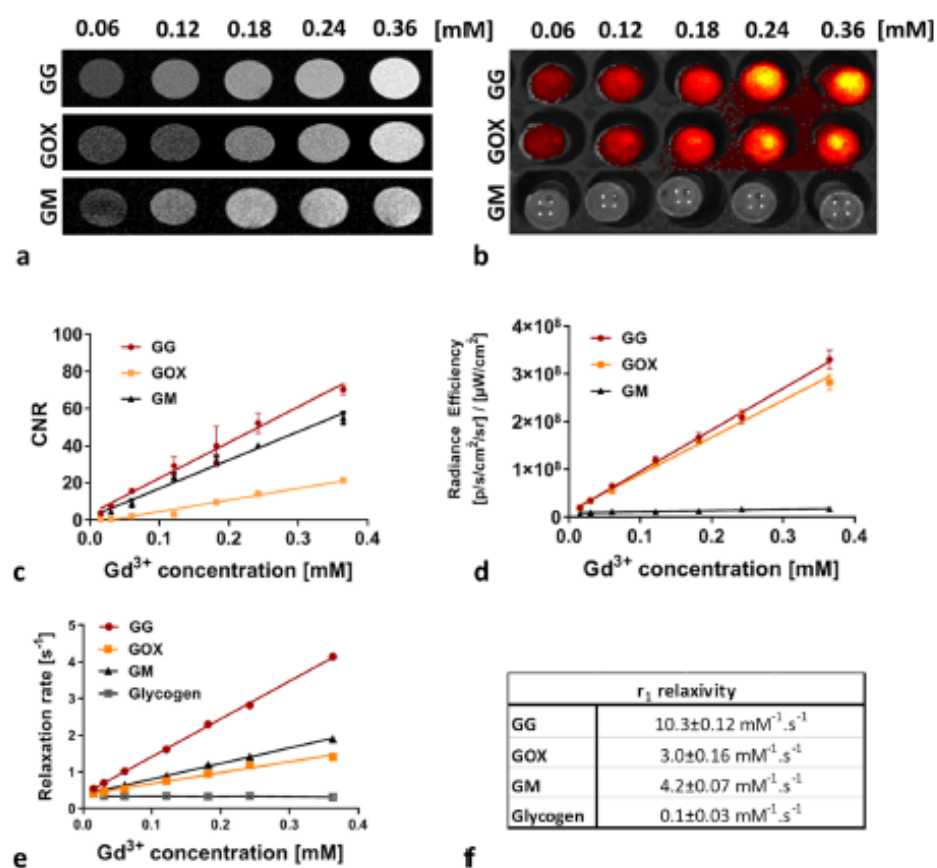 0.06 0.12 0.18 0.24 0.36 [mM]
GG
GOX
GM
a
0.06 0.12 0.18 0.24 0.36 [mM]
GG
GOX
GM
b
100
80
60
40
20
0
CNR
GG
GOX
GM
0.0 0.1 0.2 0.3 0.4
Gd³⁺ concentration [mM]
c
4×10⁸
3×10⁸
2×10⁸
1×10⁸
0
Radiance Efficiency
[p/s/cm²/sr] / [µW/cm²]
GG
GOX
GM
0.0 0.1 0.2 0.3 0.4
Gd³⁺ concentration [mM]
d
5
4
3
2
1
0
Relaxation rate [s⁻¹]
GG
GOX
GM
Glycogen
0.0 0.1 0.2 0.3 0.4
Gd³⁺ concentration [mM]
e
r₁ relaxivity
GG 10.3±0.12 mM⁻¹.s⁻¹
GOX 3.0±0.16 mM⁻¹.s⁻¹
GM 4.2±0.07 mM⁻¹.s⁻¹
Glycogen 0.1±0.03 mM⁻¹.s⁻¹
f